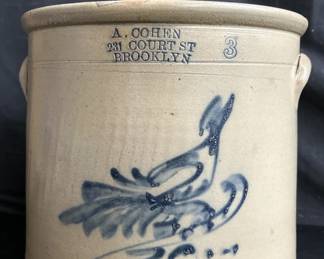 A. COHEN
231 COURT ST 3
BROOKLYN